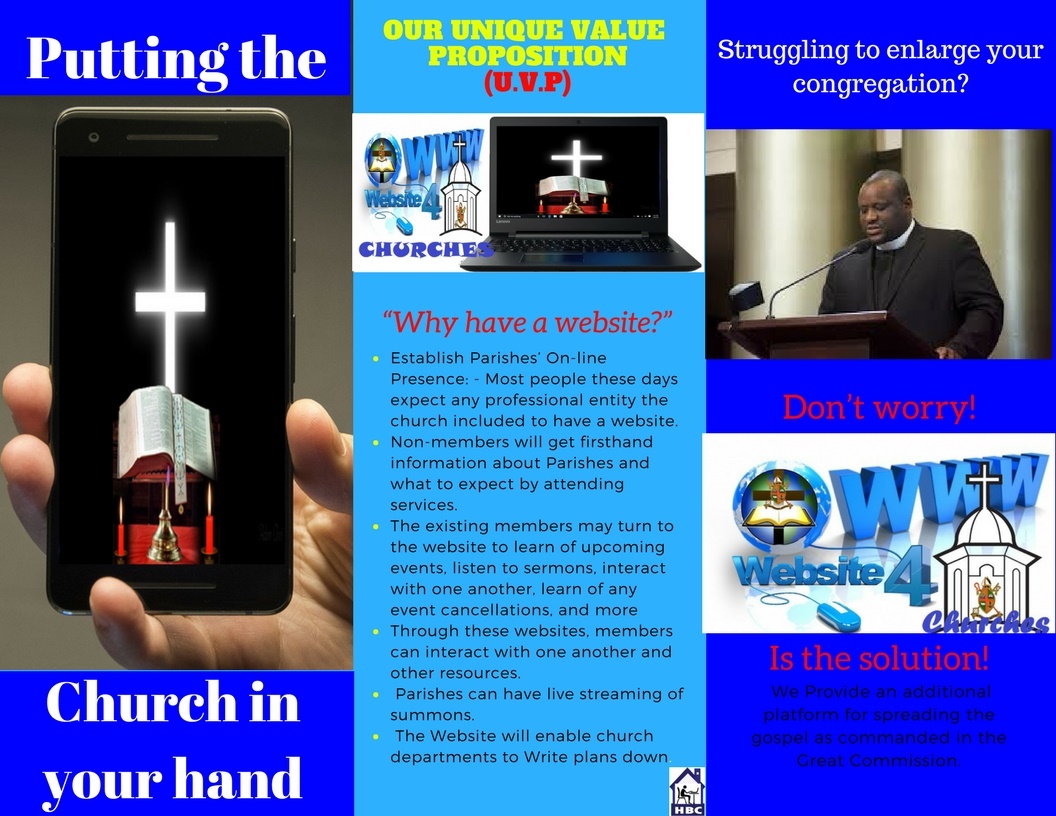 Putting the
Church in
your hand
OUR UNIQUE VALUE
PROPOSITION
(U.V.P)
WWW
Website 4
CHURCHES
“Why have a website?”
Establish Parishes’ On-line
Presence: - Most people these days
expect any professional entity the
church included to have a website.
Non-members will get firsthand
information about Parishes and
what to expect by attending
services.
The existing members may turn to
the website to learn of upcoming
events, listen to sermons, interact
with one another, learn of any
event cancellations, and more
Through these websites, members
can interact with one another and
other resources.
Parishes can have live streaming of
summons.
The Website will enable church
departments to Write plans down.
HBC
Struggling to enlarge your
congregation?
Don’t worry!
WWW
Website 4
Churches
Is the solution!
We Provide an additional
platform for spreading the
gospel as commanded in the
Great Commission.